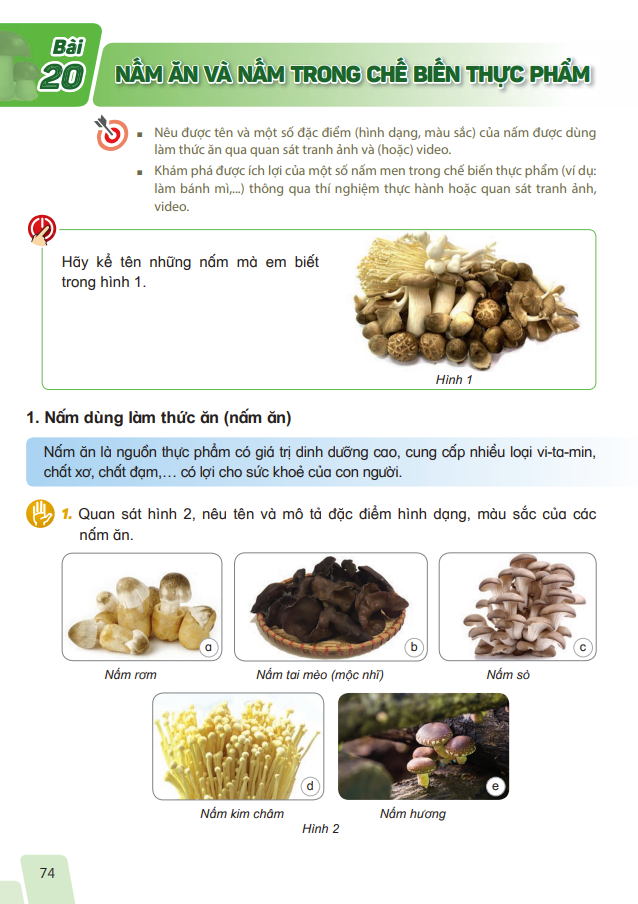 Bài
20
NẤM ĂN VÀ NẤM TRONG CHẾ BIẾN THỰC PHẨM
▪ Nêu được tên và một số đặc điểm (hình dạng, màu sắc) của nấm được dùng
làm thức ăn qua quan sát tranh ảnh và (hoặc) video.
▪ Khám phá được ích lợi của một số nấm men trong chế biến thực phẩm (ví dụ:
làm bánh mì,...) thông qua thí nghiệm thực hành hoặc quan sát tranh ảnh,
video.
Hãy kể tên những nấm mà em biết
trong hình 1.
Hình 1
1. Nấm dùng làm thức ăn (nấm ăn)
Nấm ăn là nguồn thực phẩm có giá trị dinh dưỡng cao, cung cấp nhiều loại vi-ta-min,
chất xơ, chất đạm,… có lợi cho sức khoẻ của con người.
1. Quan sát hình 2, nêu tên và mô tả đặc điểm hình dạng, màu sắc của các
nấm ăn.
a
b
c
Nấm rơm
Nấm tai mèo (mộc nhĩ)
Nấm sò
d
e
Nấm kim châm
Nấm hương
Hình 2
74